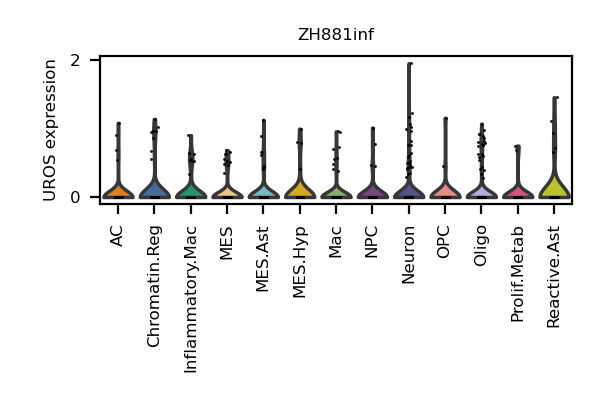 ZH881inf
UROS expression
2
0
AC
Chromatin.Reg
Inflammatory.Mac
MES
MES.Ast
MES.Hyp
Mac
NPC
Neuron
OPC
Oligo
Prolif.Metab
Reactive.Ast